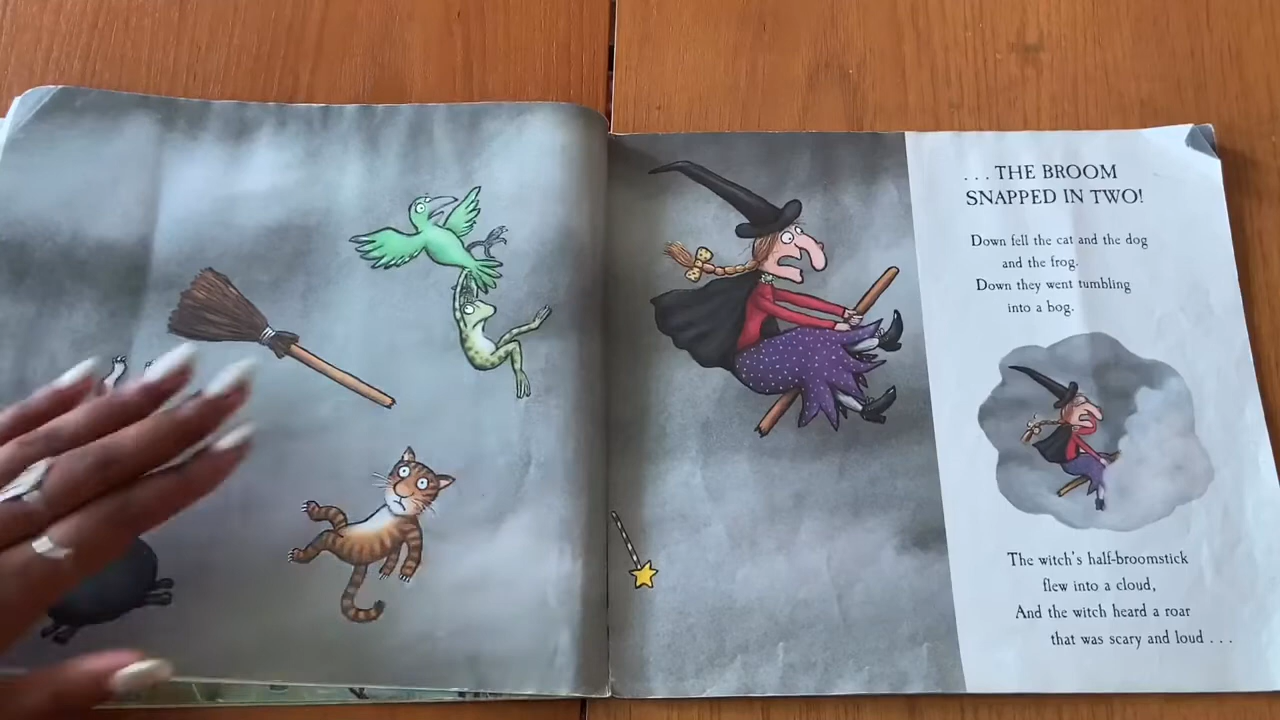 ...THE BROOM
SNAPPED IN TWO!
Down fell the cat and the dog
and the frog.
Down they went tumbling
into a bog.
The witch's half-broomstick
flew into a cloud,
And the witch heard a roar
that was scary and loud...